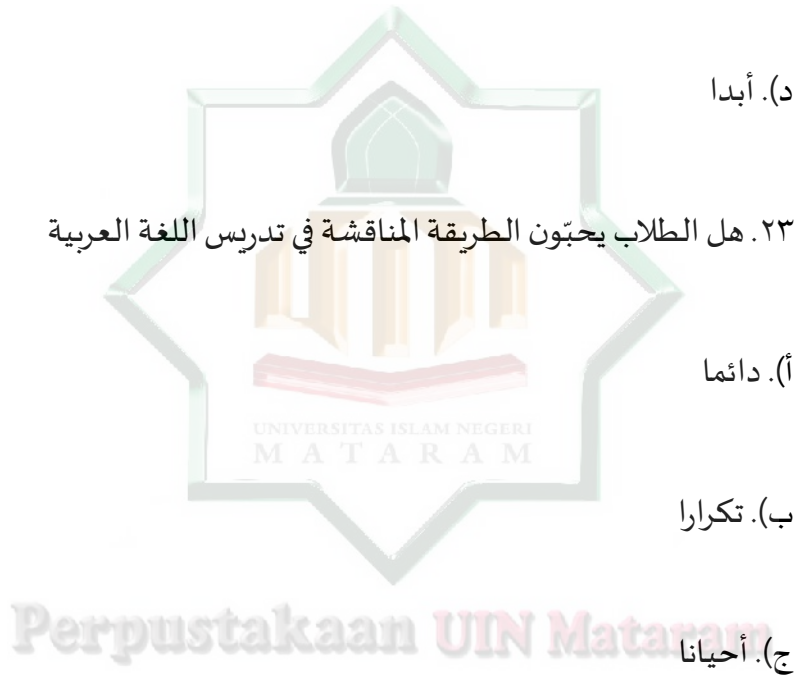 د). أبدا
٢٣. هل الطلاب يحبّون الطريقة المناقشة في تدريس اللغة العربية
أ). دائما
UNIVERSITAS ISLAM NEGERI
MATARAM
ب). تكرارا
Perpustakaan UIN Mataram
ج). أحيانا